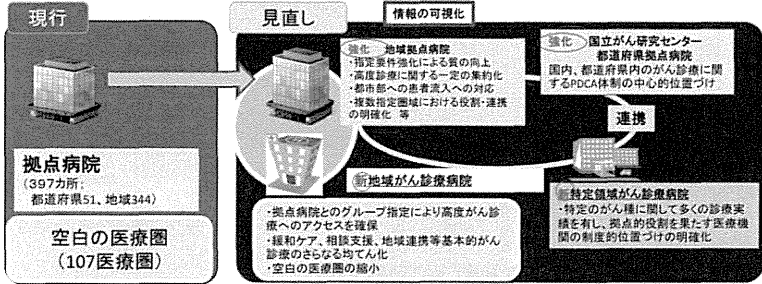 現行
拠点病院
(397カ所:
都道府県51、地域344)
空白の医療圏
(107医療圏)
見直し
情報の可視化
強化 地域拠点病院
・指定要件強化による質の向上
・高度診療に関する一定の集約化
・都市部への患者流入への対応
・複数指定圏域における役割・連携
の明確化 等
強化 国立がん研究センター
都道府県拠点病院
国内、都道府県内のがん診療に関
するPDCA体制の中心的位置づけ
連携
新地域がん診療病院
・拠点病院とのグループ指定により高度がん診
療へのアクセスを確保
・緩和ケア、相談支援、地域連携等基本的がん
診療のさらなる均てん化
・空白の医療圏の縮小
新特定領域がん診療病院
・特定のがん種に関して多くの診療実
績を有し、拠点的役割を果たす医療機
関の制度的位置づけの明確化